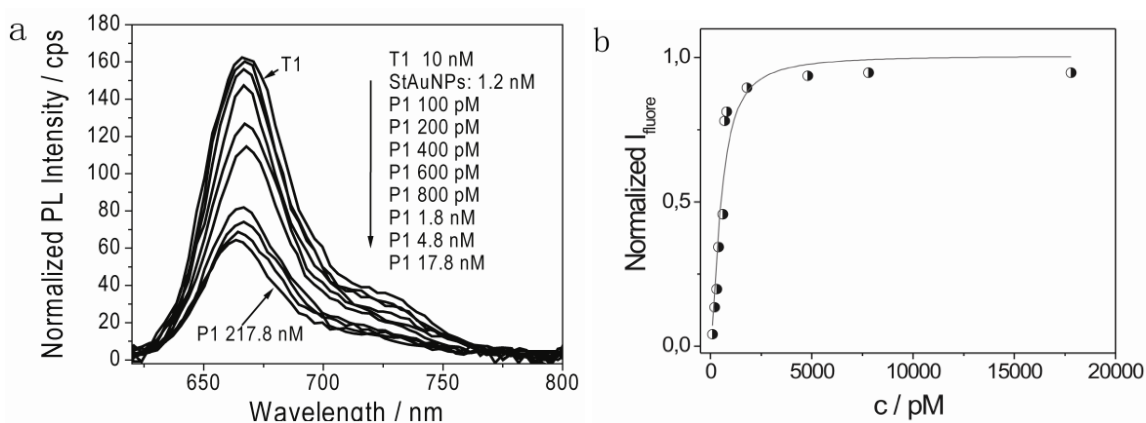 a
Normalized PL Intensity / cps
180
160
140
120
100
80
60
40
20
0
T1
T1 10 nM
StAuNPs: 1.2 nM
P1 100 pM
P1 200 pM
P1 400 pM
P1 600 pM
P1 800 pM
P1 1.8 nM
P1 4.8 nM
P1 17.8 nM
P1 217.8 nM
650 700 750 800
Wavelength / nm
b
Normalized Ifluore
1,0
0,5
0,0
0 5000 10000 15000 20000
c / pM